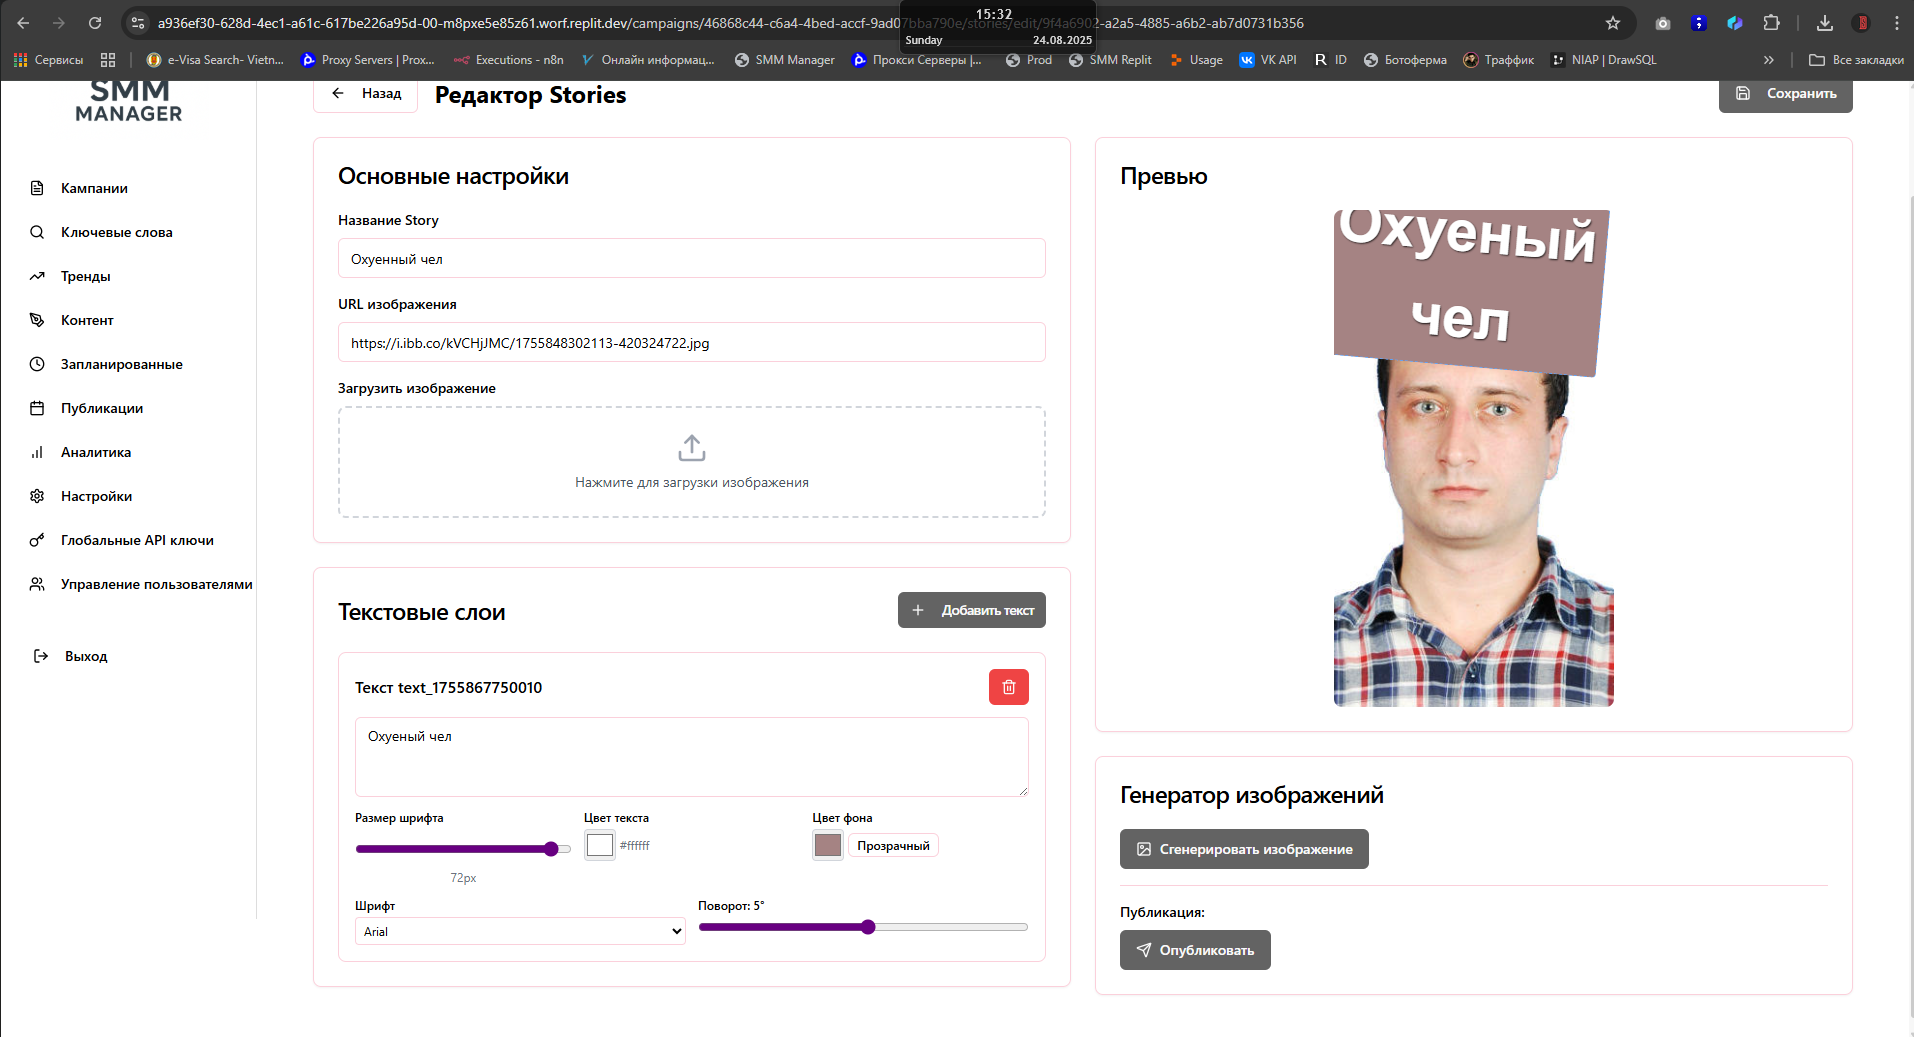 a936ef30-628d-4ec1-a61c-617be226a95d-00-m8pxe5e85z61.worf.replit.dev/campaigns/46868c44-c6a4-4bed-accf-9ad07bba790e/stories/edit/9f4a6902-a2a5-4885-a6b2-ab7d0731b356
15:32
Sunday 24.08.2025
Сервисы
e-Visa Search- Vietn...
Proxy Servers | Prox...
Executions - n8n
Онлайн информац...
SMM Manager
Прокси Серверы |...
Prod
SMM Replit
Usage
VK API
ID
Ботоферма
Траффик
NIAP | DrawSQL
Все закладки
SMM
MANAGER
Кампании
Ключевые слова
Тренды
Контент
Запланированные
Публикации
Аналитика
Настройки
Глобальные API ключи
Управление пользователями
Выход
Назад
Редактор Stories
Сохранить
Основные настройки
Название Story
Охуенный чел
URL изображения
https://i.ibb.co/kVCHjJMC/1755848302113-420324722.jpg
Загрузить изображение
Нажмите для загрузки изображения
Текстовые слои
Добавить текст
Текст text_1755867750010
Охуеный чел
Размер шрифта
72px
Цвет текста
#ffffff
Цвет фона
Прозрачный
Шрифт
Arial
Поворот: 5°
Превью
Охуеный
чел
Генератор изображений
Сгенерировать изображение
Публикация:
Опубликовать